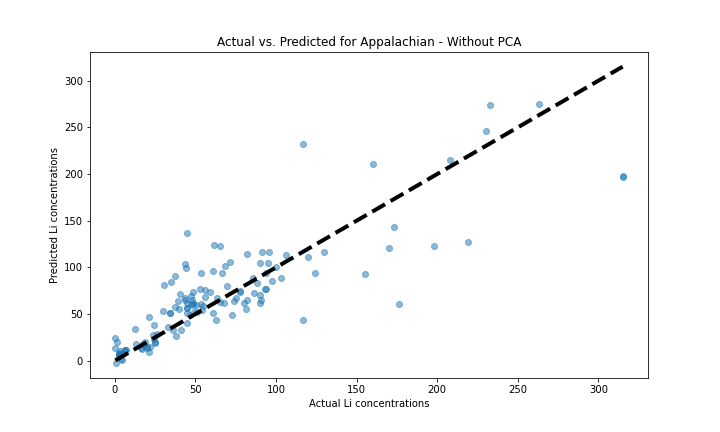 Actual vs. Predicted for Appalachian - Without PCA
Predicted Li concentrations
300
250
200
150
100
50
0
0 50 100 150 200 250 300
Actual Li concentrations